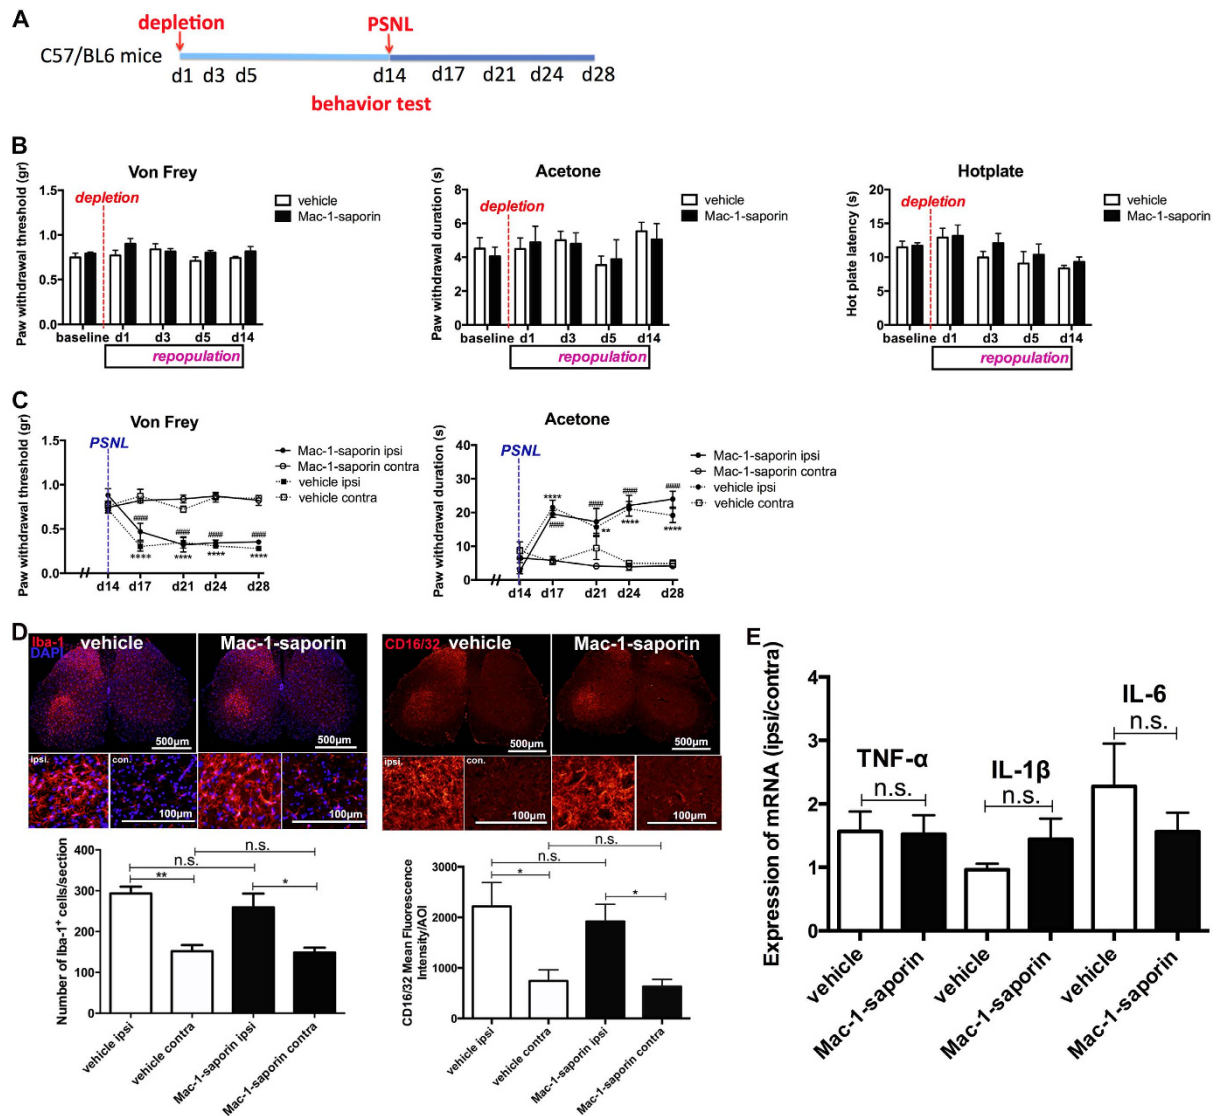 A
depletion
PSNL
C57/BL6 mice
d1 d3 d5 d14 d17 d21 d24 d28
behavior test
B
Von Frey
Paw withdrawal threshold (gr)
1.5
1.0
0.5
0.0
depletion
vehicle
Mac-1-saporin
baseline d1 d3 d5 d14
repopulation
Acetone
Paw withdrawal duration (s)
8
6
4
2
0
depletion
vehicle
Mac-1-saporin
baseline d1 d3 d5 d14
repopulation
Hotplate
Hot plate latency (s)
20
15
10
5
0
depletion
vehicle
Mac-1-saporin
baseline d1 d3 d5 d14
repopulation
C
Von Frey
Paw withdrawal threshold (gr)
1.5
1.0
0.5
0.0
PSNL
Mac-1-saporin ipsi
Mac-1-saporin contra
vehicle ipsi
vehicle contra
#### #### #### ####
**** **** **** ****
d14 d17 d21 d24 d28
Acetone
Paw withdrawal duration (s)
40
30
20
10
0
PSNL
Mac-1-saporin ipsi
Mac-1-saporin contra
vehicle ipsi
vehicle contra
**** #### #### ####
#### ** **** ****
d14 d17 d21 d24 d28
D
Iba-1
DAPI
vehicle
Mac-1-saporin
500µm
500µm
ipsi.
con.
100µm
100µm
CD16/32
vehicle
Mac-1-saporin
500µm
500µm
ipsi.
con.
100µm
100µm
Number of Iba-1⁺ cells/section
400
300
200
100
0
n.s.
n.s.
**
*
vehicle ipsi
vehicle contra
Mac-1-saporin ipsi
Mac-1-saporin contra
CD16/32 Mean Fluorescence
Intensity/AOI
3000
2000
1000
0
n.s.
n.s.
*
*
vehicle ipsi
vehicle contra
Mac-1-saporin ipsi
Mac-1-saporin contra
E
Expression of mRNA (ipsi/contra)
4
3
2
1
0
TNF-α
n.s.
IL-1β
n.s.
IL-6
n.s.
vehicle
Mac-1-saporin
vehicle
Mac-1-saporin
vehicle
Mac-1-saporin